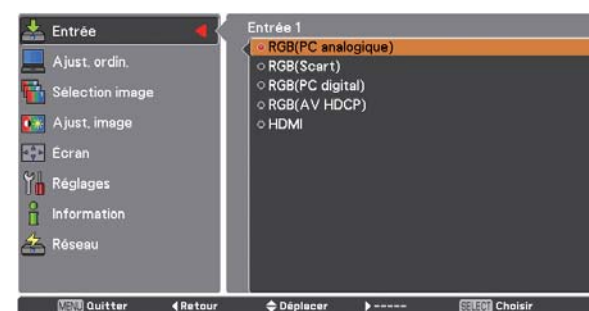 Entrée
Ajust. ordin.
Sélection image
Ajust. image
Écran
Réglages
Information
Réseau
Entrée 1
RGB(PC analogique)
RGB(Scart)
RGB(PC digital)
RGB(AV HDCP)
HDMI
MENU Quitter Retour Déplacer ----- SELECT Choisir